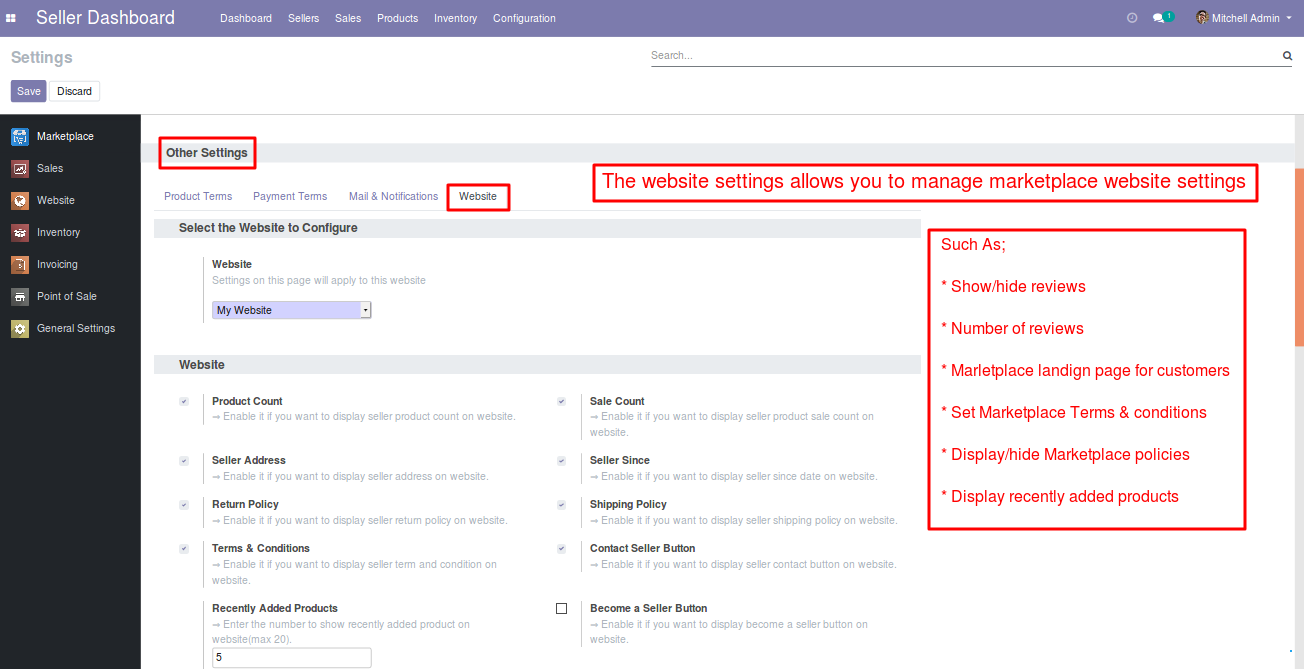 Seller Dashboard Dashboard Sellers Sales Products Inventory Configuration 1 Mitchell Admin
Settings
Search...
Save Discard
Marketplace
Sales
Website
Inventory
Invoicing
Point of Sale
General Settings
Other Settings
The website settings allows you to manage marketplace website settings
Product Terms Payment Terms Mail & Notifications Website
Select the Website to Configure
Website
Settings on this page will apply to this website
My Website
Website
Product Count
⇒ Enable it if you want to display seller product count on website.
Sale Count
⇒ Enable it if you want to display seller product sale count on
website.
Seller Address
⇒ Enable it if you want to display seller address on website.
Seller Since
⇒ Enable it if you want to display seller since date on website.
Return Policy
⇒ Enable it if you want to display seller return policy on website.
Shipping Policy
⇒ Enable it if you want to display seller shipping policy on website.
Terms & Conditions
⇒ Enable it if you want to display seller term and condition on
website.
Contact Seller Button
⇒ Enable it if you want to display seller contact button on website.
Recently Added Products
⇒ Enter the number to show recently added product on
website(max 20).
5
Become a Seller Button
⇒ Enable it if you want to display become a seller button on
website.
Such As;
* Show/hide reviews
* Number of reviews
* Marletplace landign page for customers
* Set Marketplace Terms & conditions
* Display/hide Marketplace policies
* Display recently added products